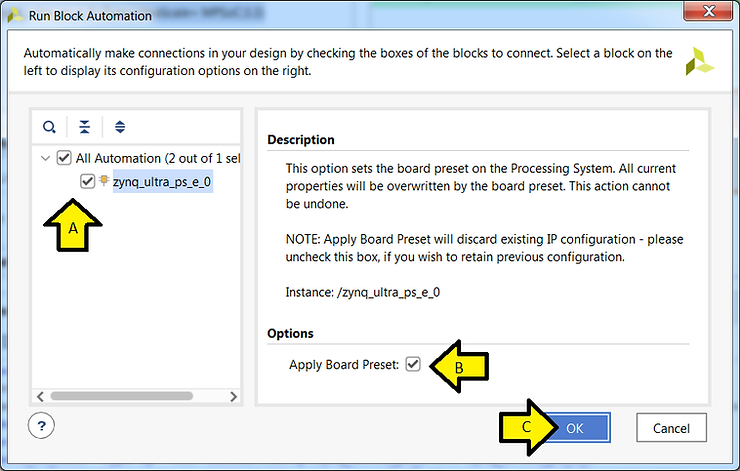 Run Block Automation
Automatically make connections in your design by checking the boxes of the blocks to connect. Select a block on the
left to display its configuration options on the right.
All Automation (2 out of 1 sel
zynq_ultra_ps_e_0
A
Description
This option sets the board preset on the Processing System. All current
properties will be overwritten by the board preset. This action cannot
be undone.
NOTE: Apply Board Preset will discard existing IP configuration - please
uncheck this box, if you wish to retain previous configuration.
Instance: /zynq_ultra_ps_e_0
Options
Apply Board Preset:
B
?
C
OK
Cancel